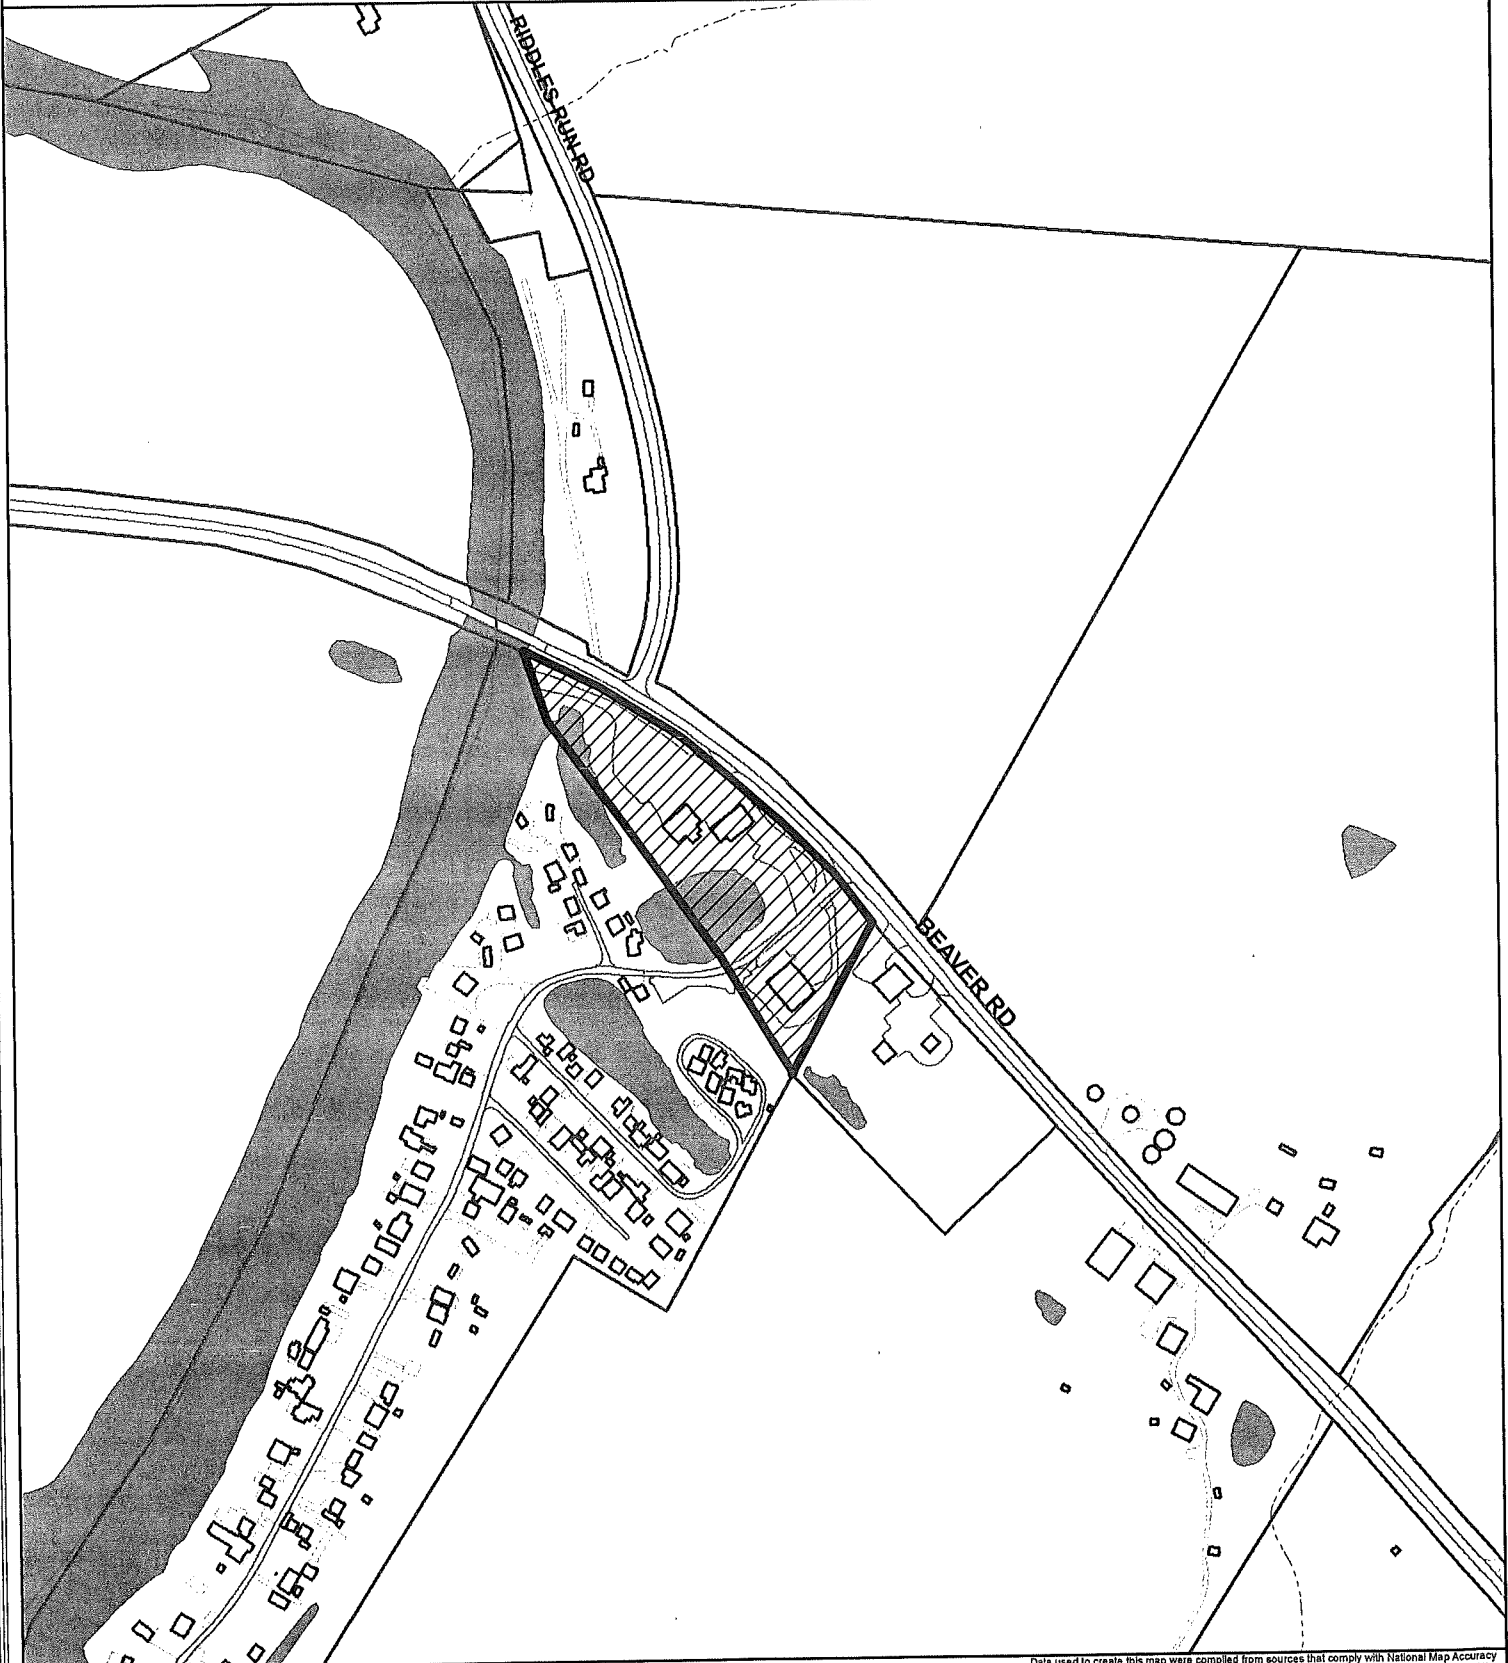 RIDDLES RUN RD
BEAVER RD
Data used to create this map were compiled from sources that comply with National Map Accuracy